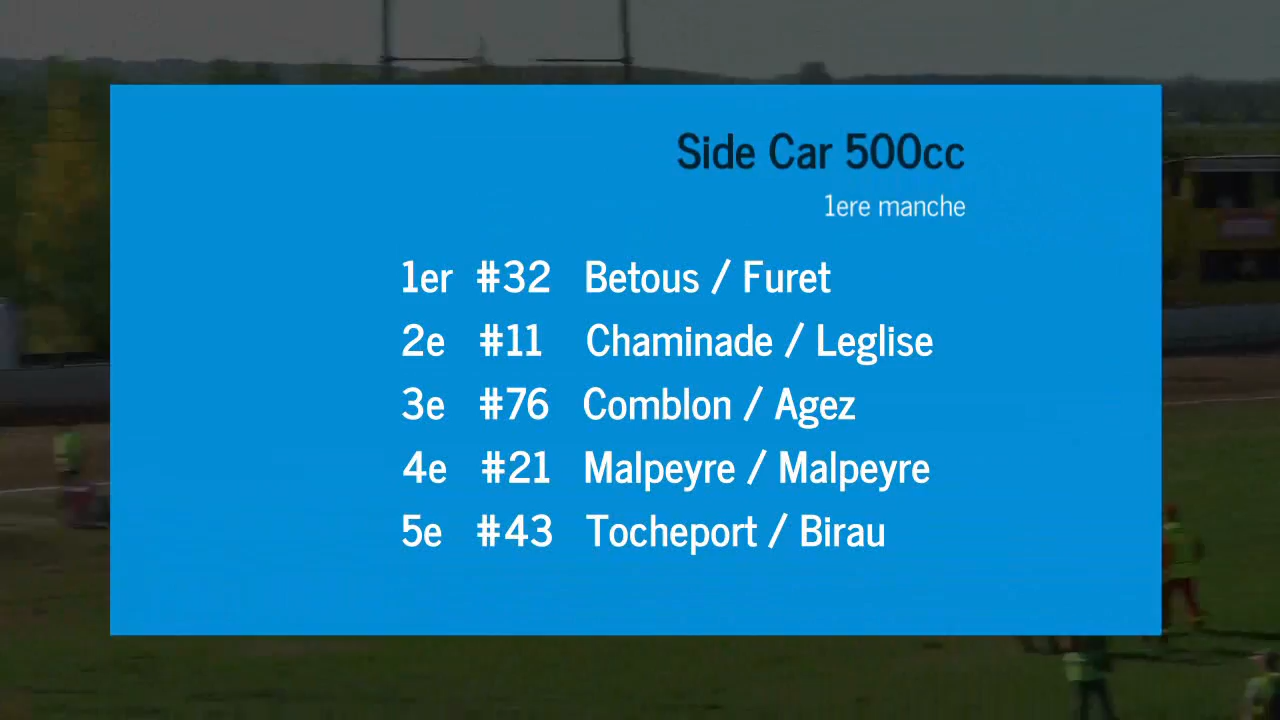 Side Car 500cc
1ere manche
1er #32 Betous / Furet
2e #11 Chaminade / Leglise
3e #76 Comblon / Agez
4e #21 Malpeyre / Malpeyre
5e #43 Tocheport / Birau